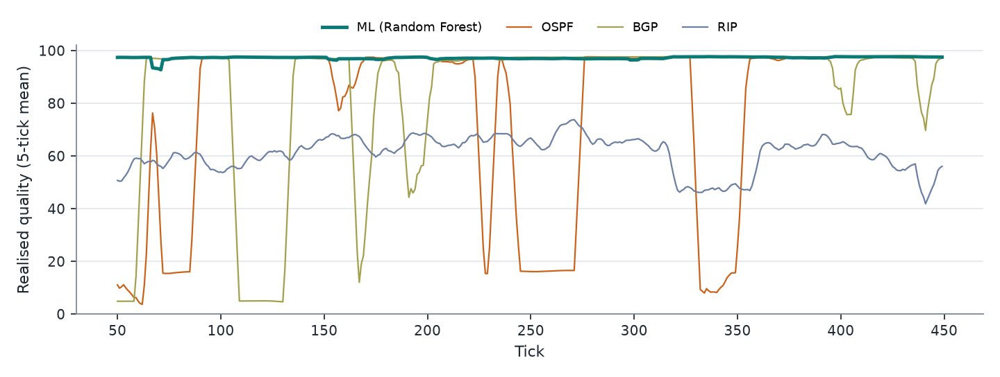 ML (Random Forest) OSPF BGP RIP
100
80
60
40
20
0
Realised quality (5-tick mean)
50 100 150 200 250 300 350 400 450
Tick